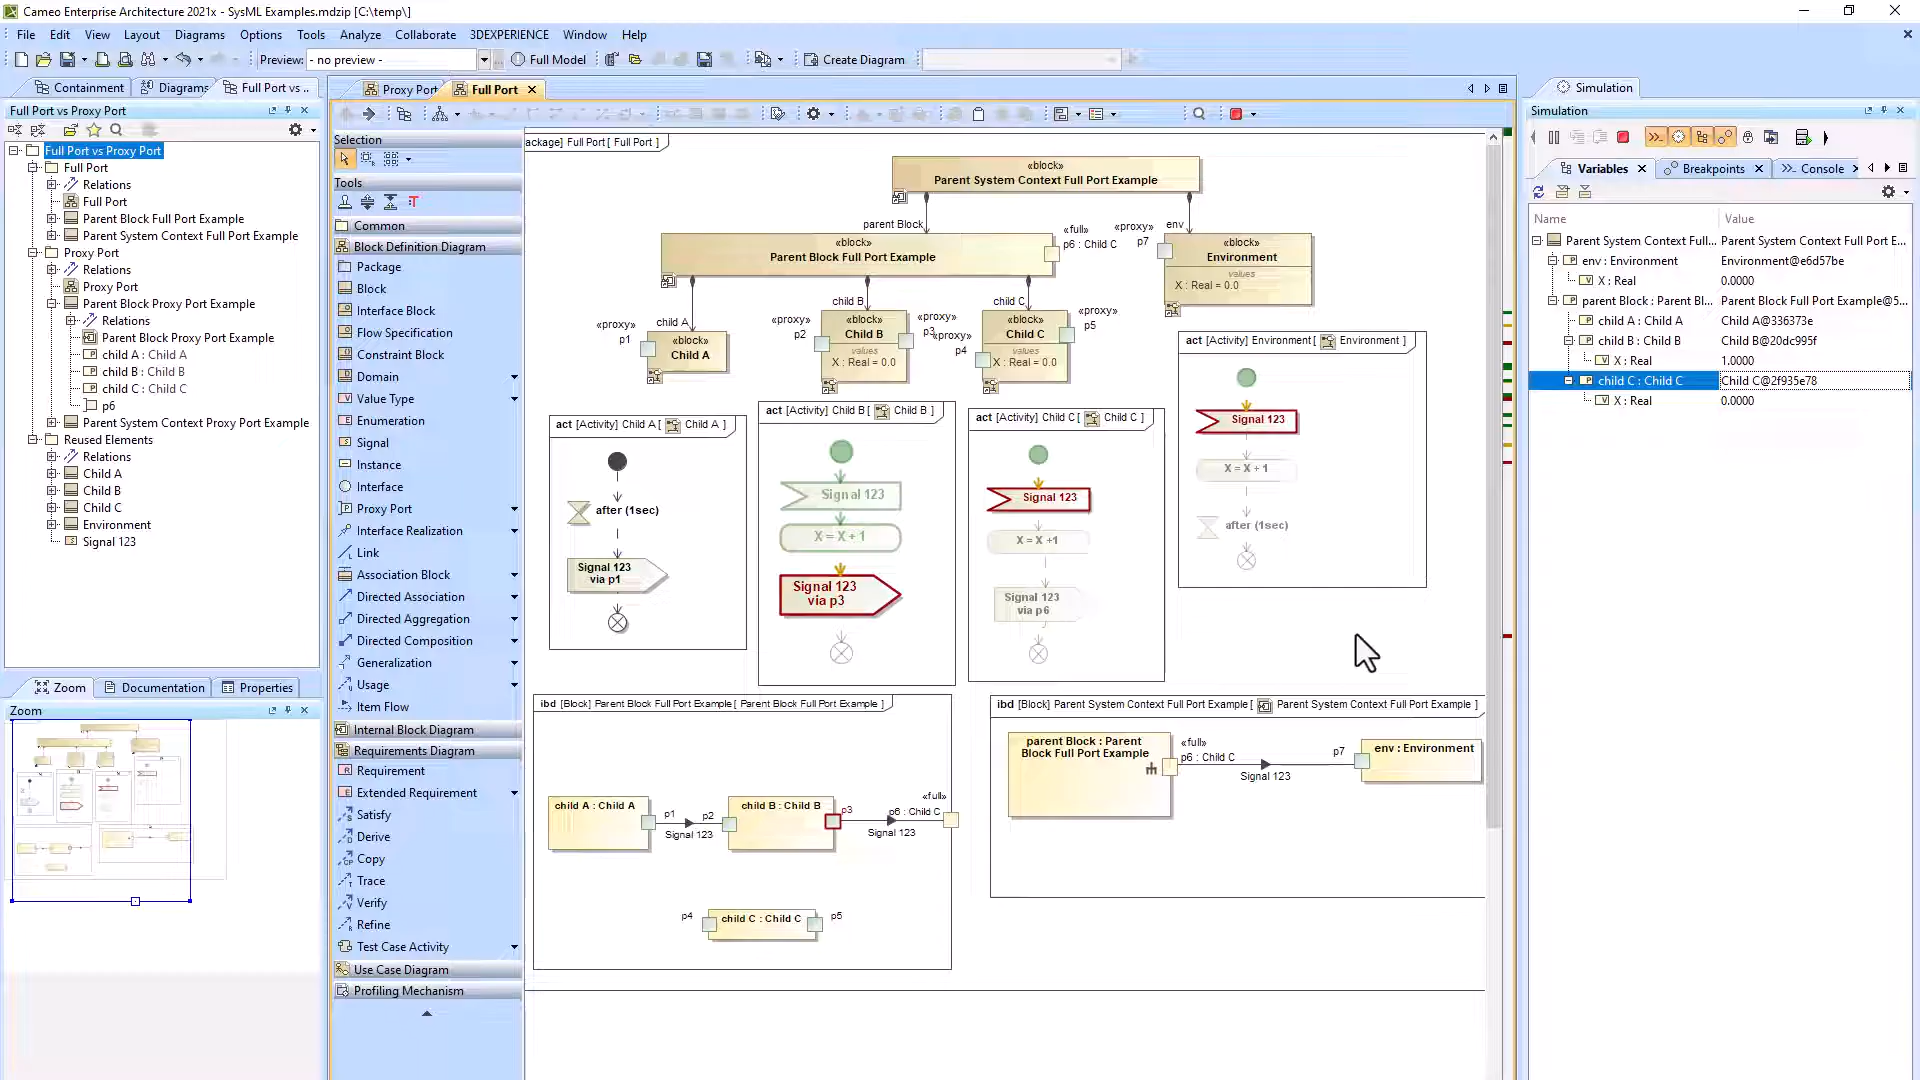 Cameo Enterprise Architecture 2021x - SysML Examples.mdzip [C:\temp\]
File Edit View Layout Diagrams Options Tools Analyze Collaborate 3DEXPERIENCE Window Help
Preview: - no preview - Full Model Create Diagram
Containment Diagrams Full Port vs ..
Full Port vs Proxy Port
Full Port vs Proxy Port
Full Port
Relations
Full Port
Parent Block Full Port Example
Parent System Context Full Port Example
Proxy Port
Relations
Proxy Port
Parent Block Proxy Port Example
Relations
Parent Block Proxy Port Example
child A : Child A
child B : Child B
child C : Child C
p6
Parent System Context Proxy Port Example
Reused Elements
Relations
Child A
Child B
Child C
Environment
Signal 123
Zoom Documentation Properties
Zoom
Proxy Port Full Port
Selection
Tools
Common
Block Definition Diagram
Package
Block
Interface Block
Flow Specification
Constraint Block
Domain
Value Type
Enumeration
Signal
Instance
Interface
Proxy Port
Interface Realization
Link
Association Block
Directed Association
Directed Aggregation
Directed Composition
Generalization
Usage
Item Flow
Internal Block Diagram
Requirements Diagram
Requirement
Extended Requirement
Satisfy
Derive
Copy
Trace
Verify
Refine
Test Case Activity
Use Case Diagram
Profiling Mechanism
ackage] Full Port [ Full Port ]
«block»
Parent System Context Full Port Example
parent Block
env
«block»
Parent Block Full Port Example
«full»
p6 : Child C
«proxy»
p7
«block»
Environment
values
X : Real = 0.0
child A
child B
child C
«proxy»
p1
«block»
Child A
«proxy»
p2
«block»
Child B
values
X : Real = 0.0
«proxy»
p3
«proxy»
p4
«block»
Child C
values
X : Real = 0.0
«proxy»
p5
act [Activity] Child A [ Child A ]
after (1sec)
Signal 123
via p1
act [Activity] Child B [ Child B ]
Signal 123
X = X + 1
Signal 123
via p3
act [Activity] Child C [ Child C ]
Signal 123
X = X +1
Signal 123
via p6
act [Activity] Environment [ Environment ]
Signal 123
X = X + 1
after (1sec)
ibd [Block] Parent Block Full Port Example [ Parent Block Full Port Example ]
child A : Child A
p1
p2
Signal 123
child B : Child B
p3
Signal 123
«full»
p6 : Child C
p4
child C : Child C
p5
ibd [Block] Parent System Context Full Port Example [ Parent System Context Full Port Example ]
parent Block : Parent
Block Full Port Example
«full»
p6 : Child C
Signal 123
p7
env : Environment
Simulation
Simulation
Variables Breakpoints Console
Name Value
Parent System Context Full... Parent System Context Full Port E...
env : Environment Environment@e6d57be
X : Real 0.0000
parent Block : Parent Bl... Parent Block Full Port Example@5...
child A : Child A Child A@336373e
child B : Child B Child B@20dc995f
X : Real 1.0000
child C : Child C Child C@2f935e78
X : Real 0.0000